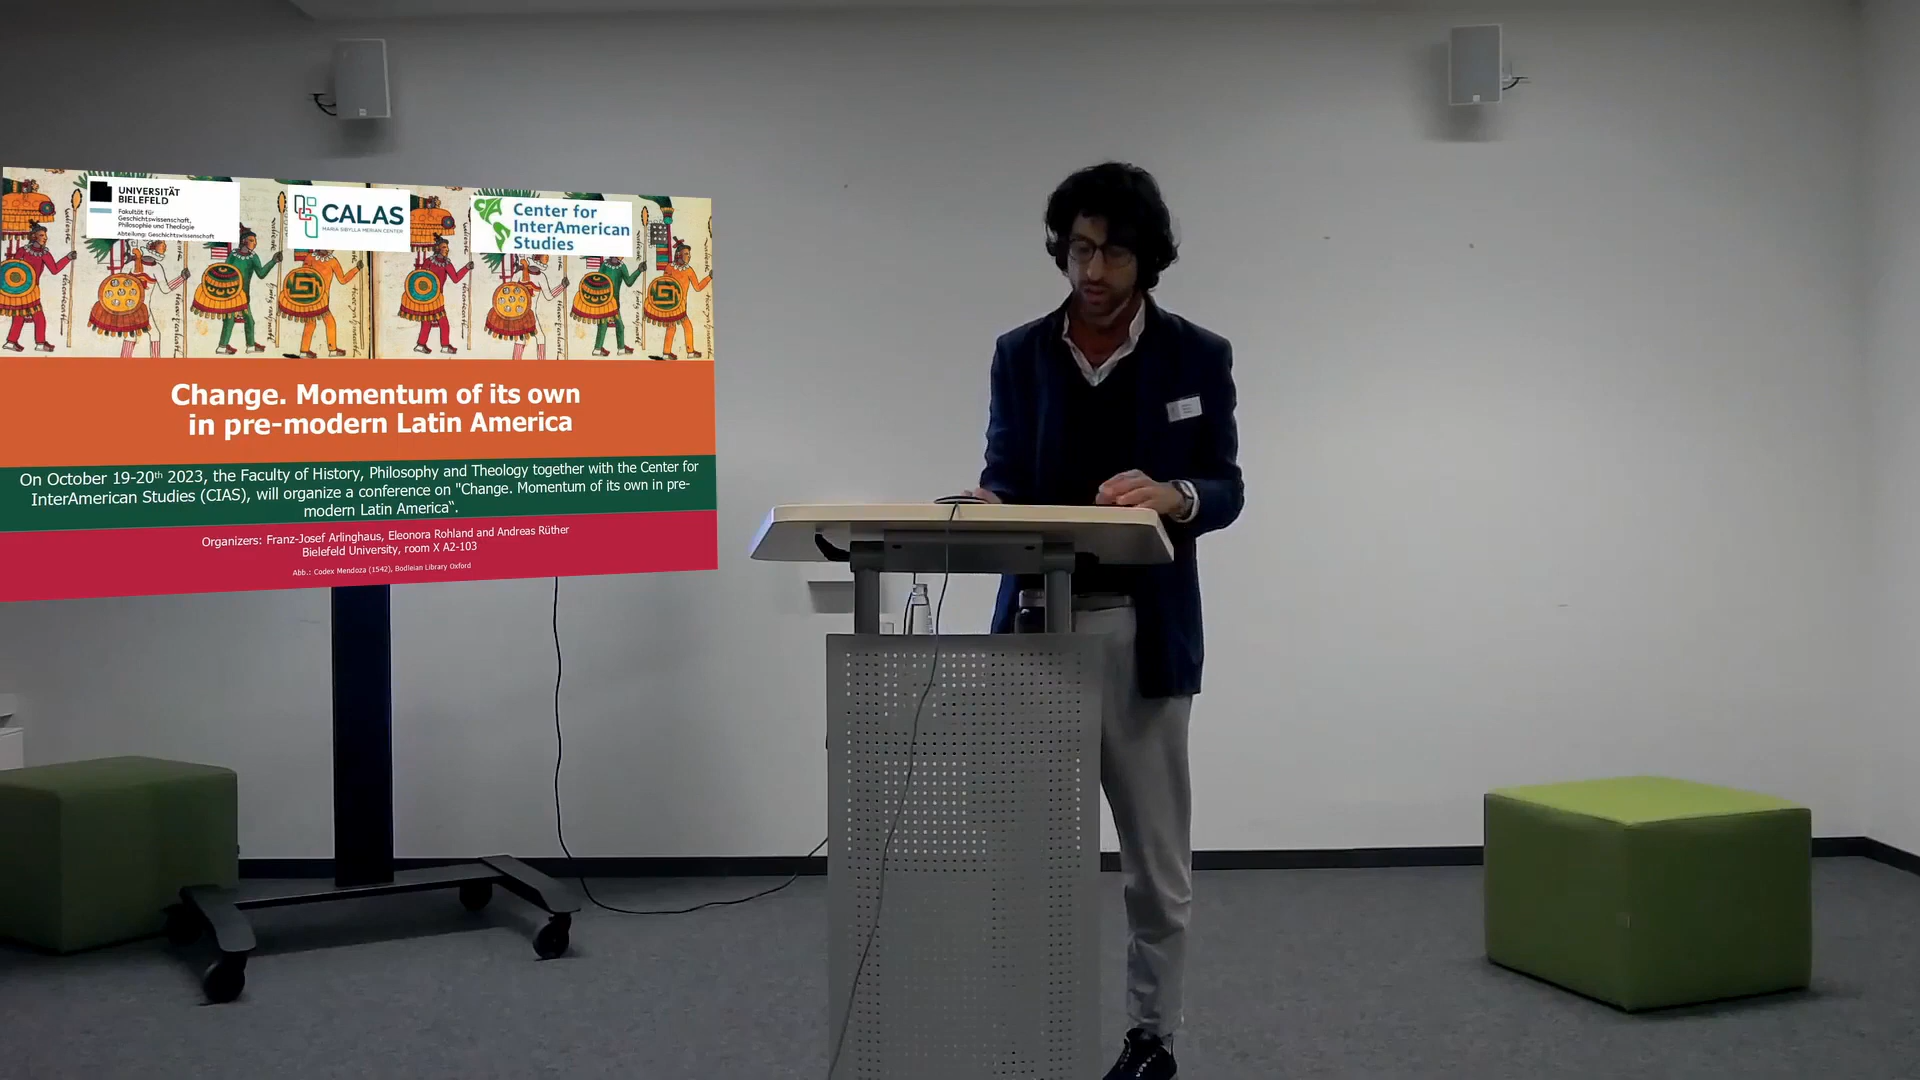 UNIVERSITÄT
BIELEFELD
Fakultät für
Geschichtswissenschaft,
Philosophie und Theologie
Abteilung: Geschichtswissenschaft
CALAS
MARIA SIBYLLA MERIAN CENTER
Center for
InterAmerican
Studies
Change. Momentum of its own
in pre-modern Latin America
On October 19-20th 2023, the Faculty of History, Philosophy and Theology together with the Center for
InterAmerican Studies (CIAS), will organize a conference on "Change. Momentum of its own in pre-
modern Latin America“.
Organizers: Franz-Josef Arlinghaus, Eleonora Rohland and Andreas Rüther
Bielefeld University, room X A2-103
Abb.: Codex Mendoza (1542), Bodleian Library Oxford